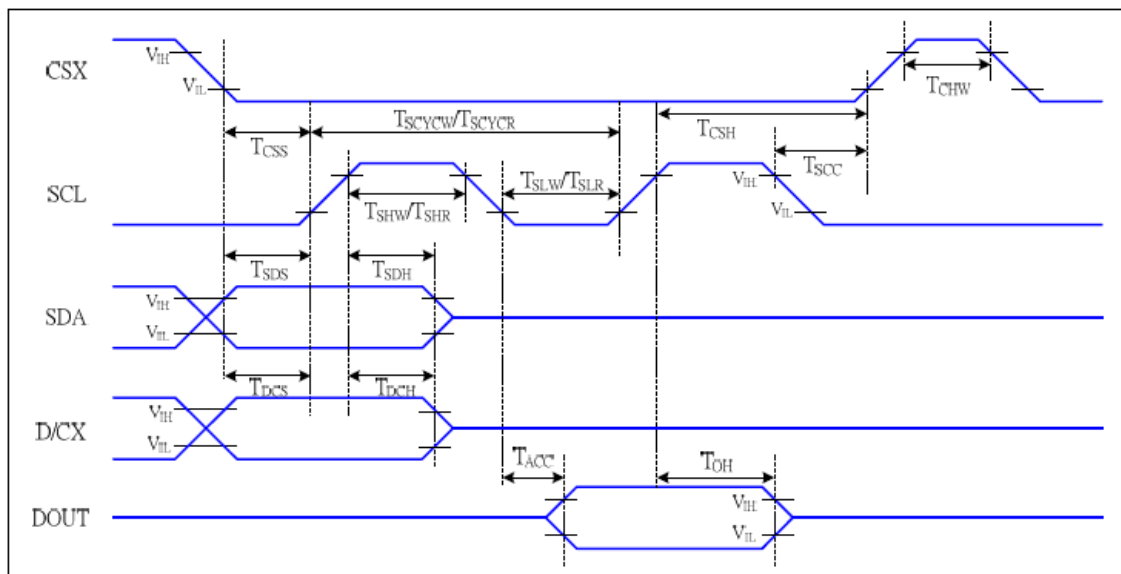 CSX
VIH
VIL
TCHW
TSCYCW/TSCYCR
TCSS
TCSH
TSCC
SCL
TSHW/TSHR
TSLW/TSLR
VIH
VIL
TSDS
TSDH
SDA
VIH
VIL
TDCS
TDCH
D/CX
VIH
VIL
TACC
TOH
DOUT
VIH
VIL